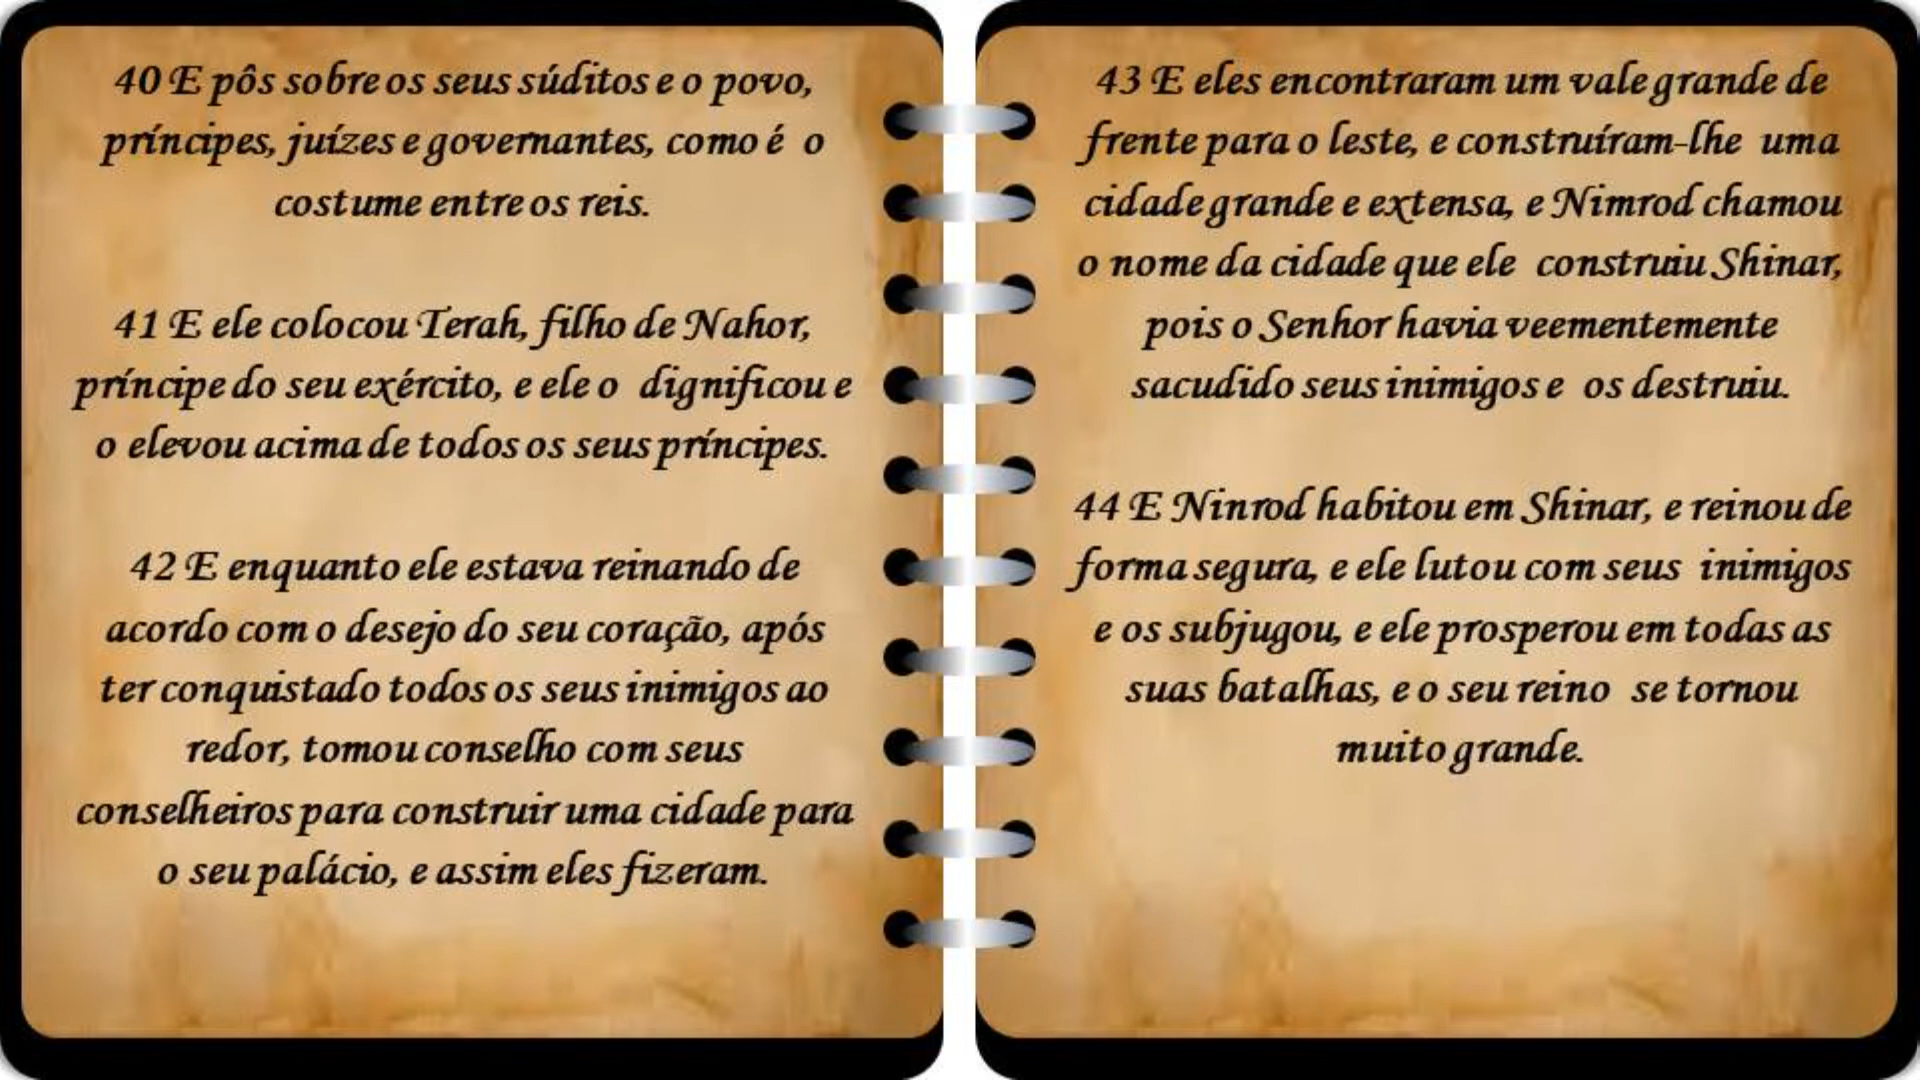 40 E pôs sobre os seus súditos e o povo,
príncipes, juízes e governantes, como é o
costume entre os reis.
41 E ele colocou Terah, filho de Nahor,
príncipe do seu exército, e ele o dignificou e
o elevou acima de todos os seus príncipes.
42 E enquanto ele estava reinando de
acordo com o desejo do seu coração, após
ter conquistado todos os seus inimigos ao
redor, tomou conselho com seus
conselheiros para construir uma cidade para
o seu palácio, e assim eles fizeram.
43 E eles encontraram um vale grande de
frente para o leste, e construíram-lhe uma
cidade grande e extensa, e Nimrod chamou
o nome da cidade que ele construiu Shinar,
pois o Senhor havia veementemente
sacudido seus inimigos e os destruiu.
44 E Ninrod habitou em Shinar, e reinou de
forma segura, e ele lutou com seus inimigos
e os subjugou, e ele prosperou em todas as
suas batalhas, e o seu reino se tornou
muito grande.